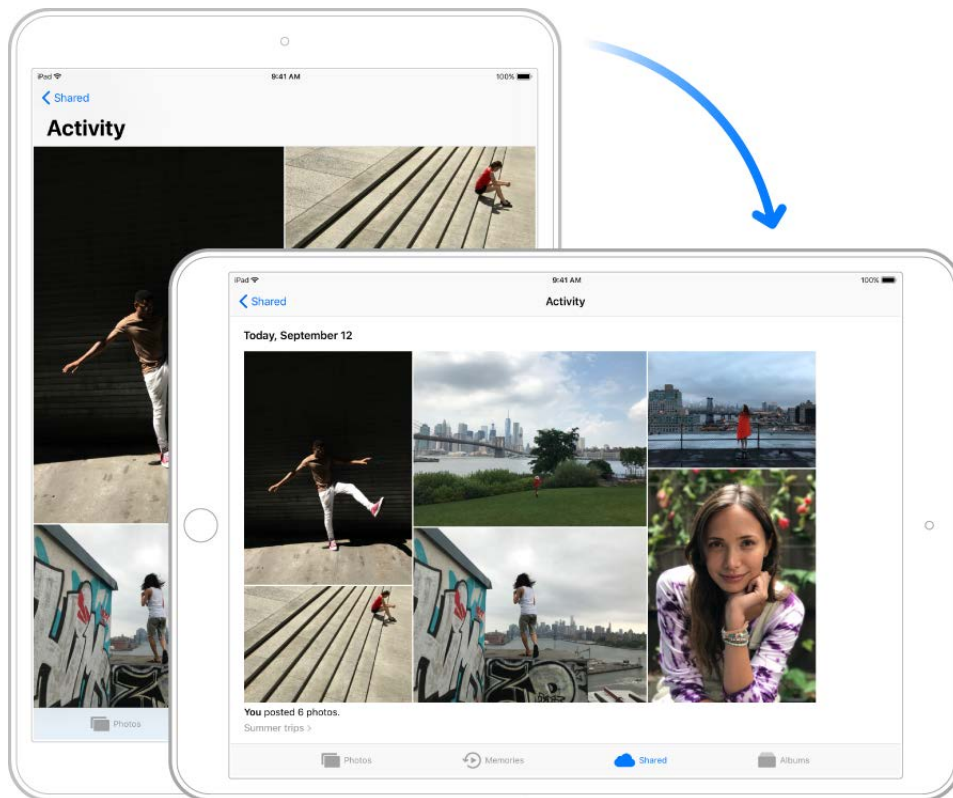 iPad 9:41 AM 100%
Shared
Activity
Photos
iPad 9:41 AM 100%
Shared Activity
Today, September 12
You posted 6 photos.
Summer trips >
Photos Memories Shared Albums